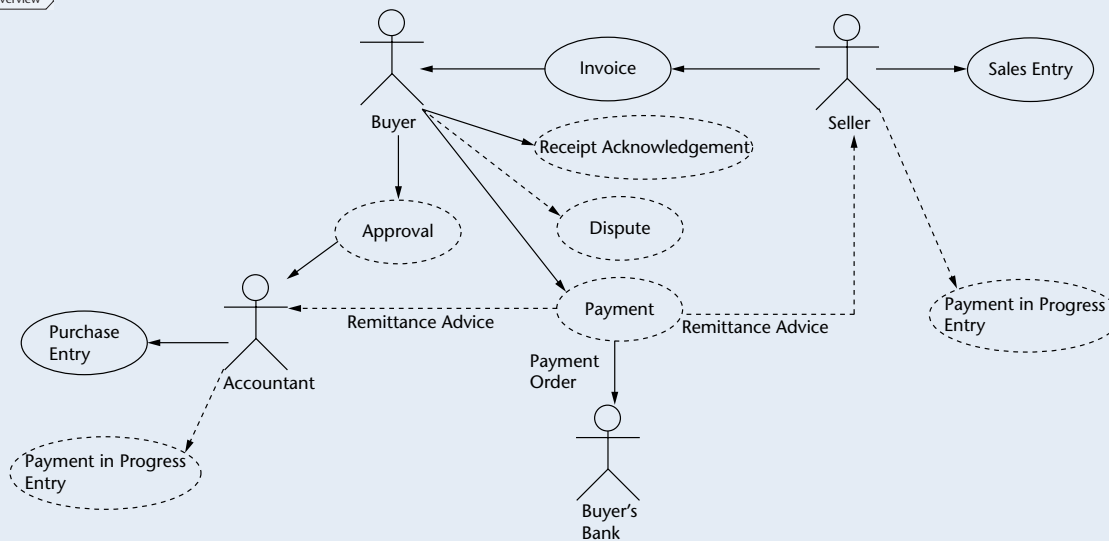 Invoice
Sales Entry
Buyer
Seller
Receipt Acknowledgement
Approval
Dispute
Payment
Remittance Advice
Remittance Advice
Payment in Progress
Entry
Purchase
Entry
Accountant
Payment
Order
Payment in Progress
Entry
Buyer's
Bank